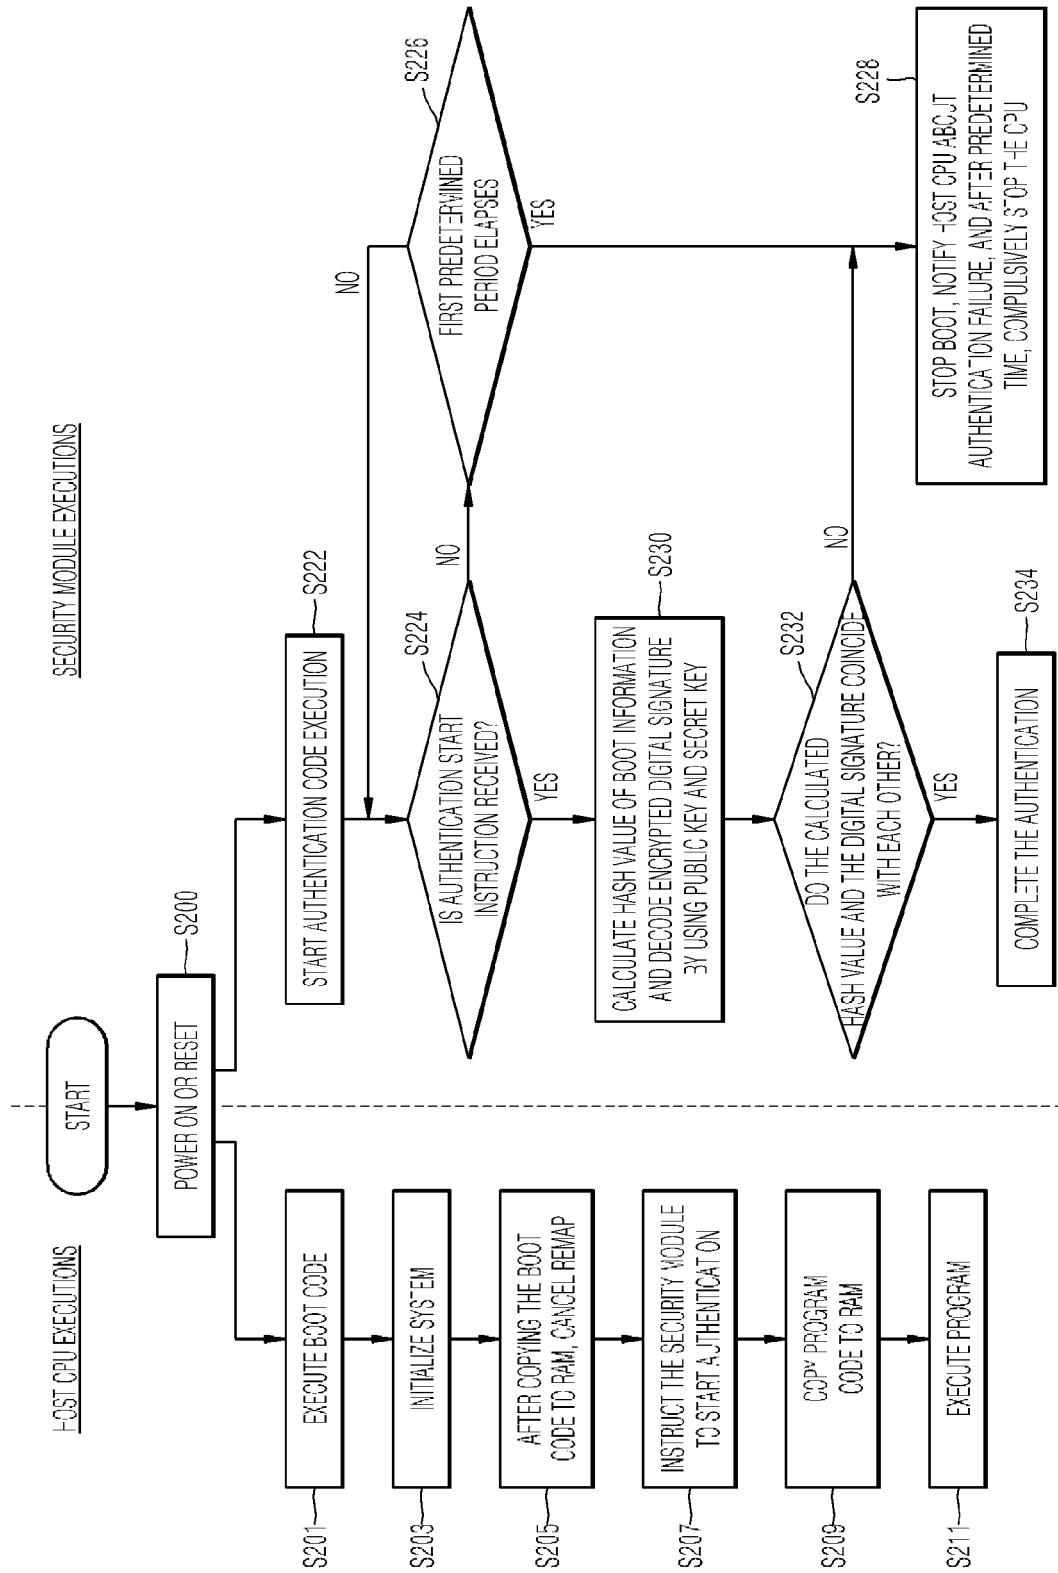 HOST CPU EXECUTIONS
SECURITY MODULE EXECUTIONS
START
POWER ON OR RESET
S200
EXECUTE BOOT CODE
S201
INITIALIZE SYSTEM
S203
AFTER COPYING THE BOOT
CODE TO RAM, CANCEL REMAP
S205
INSTRUCT THE SECURITY MODULE
TO START AUTHENTICATION
S207
COPY PROGRAM
CODE TO RAM
S209
EXECUTE PROGRAM
S211
START AUTHENTICATION CODE EXECUTION
S222
IS AUTHENTICATION START
INSTRUCTION RECEIVED?
S224
NO
YES
FIRST PREDETERMINED
PERIOD ELAPSES
S226
NO
YES
CALCULATE HASH VALUE OF BOOT INFORMATION
AND DECODE ENCRYPTED DIGITAL SIGNATURE
BY USING PUBLIC KEY AND SECRET KEY
S230
DO THE CALCULATED
HASH VALUE AND THE DIGITAL SIGNATURE COINCIDE
WITH EACH OTHER?
S232
NO
YES
STOP BOOT, NOTIFY HOST CPU ABOUT
AUTHENTICATION FAILURE, AND AFTER PREDETERMINED
TIME, COMPULSIVELY STOP THE CPU
S228
COMPLETE THE AUTHENTICATION
S234